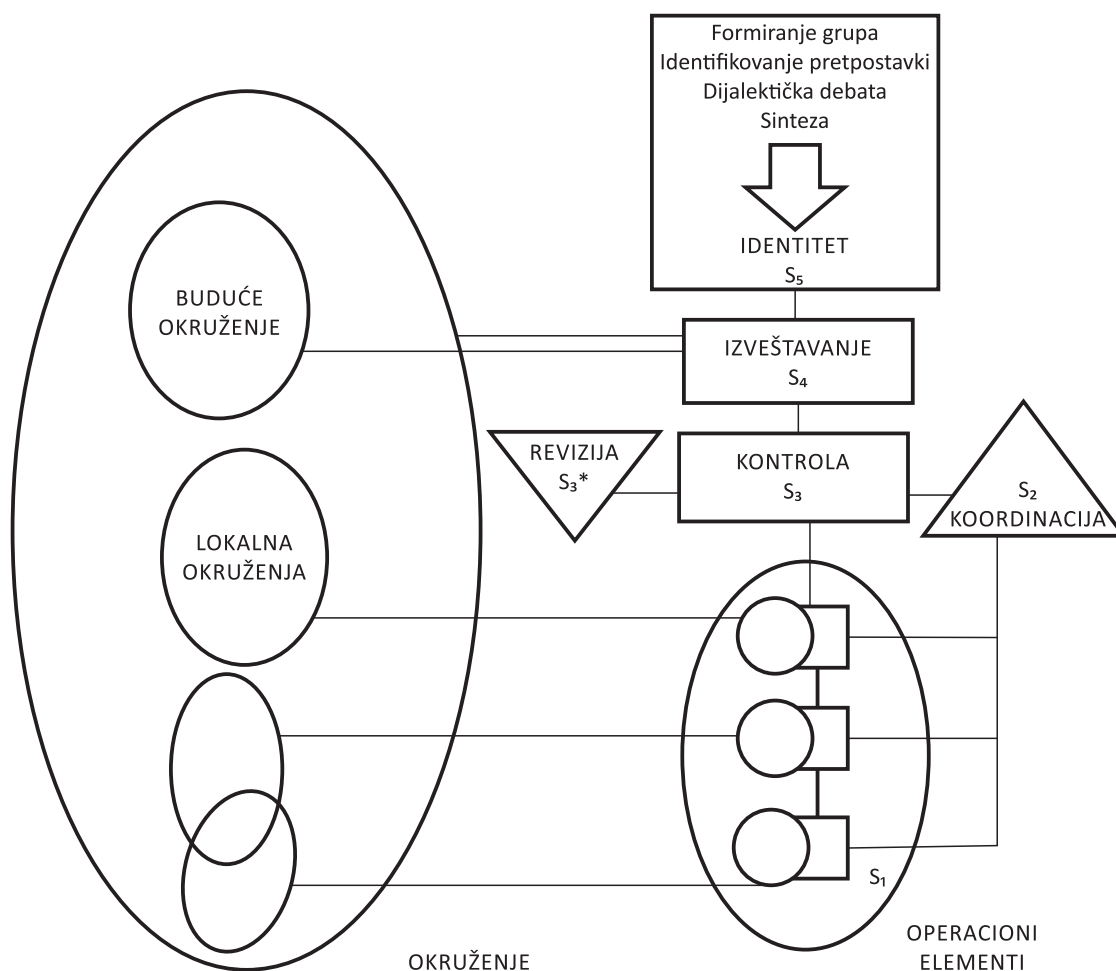 Formiranje grupa
Identifikovanje pretpostavki
Dijalektička debata
Sinteza
IDENTITET
S₅
BUDUĆE
OKRUŽENJE
IZVEŠTAVANJE
S₄
REVIZIJA
S₃*
KONTROLA
S₃
S₂
KOORDINACIJA
LOKALNA
OKRUŽENJA
S₁
OKRUŽENJE
OPERACIONI
ELEMENTI